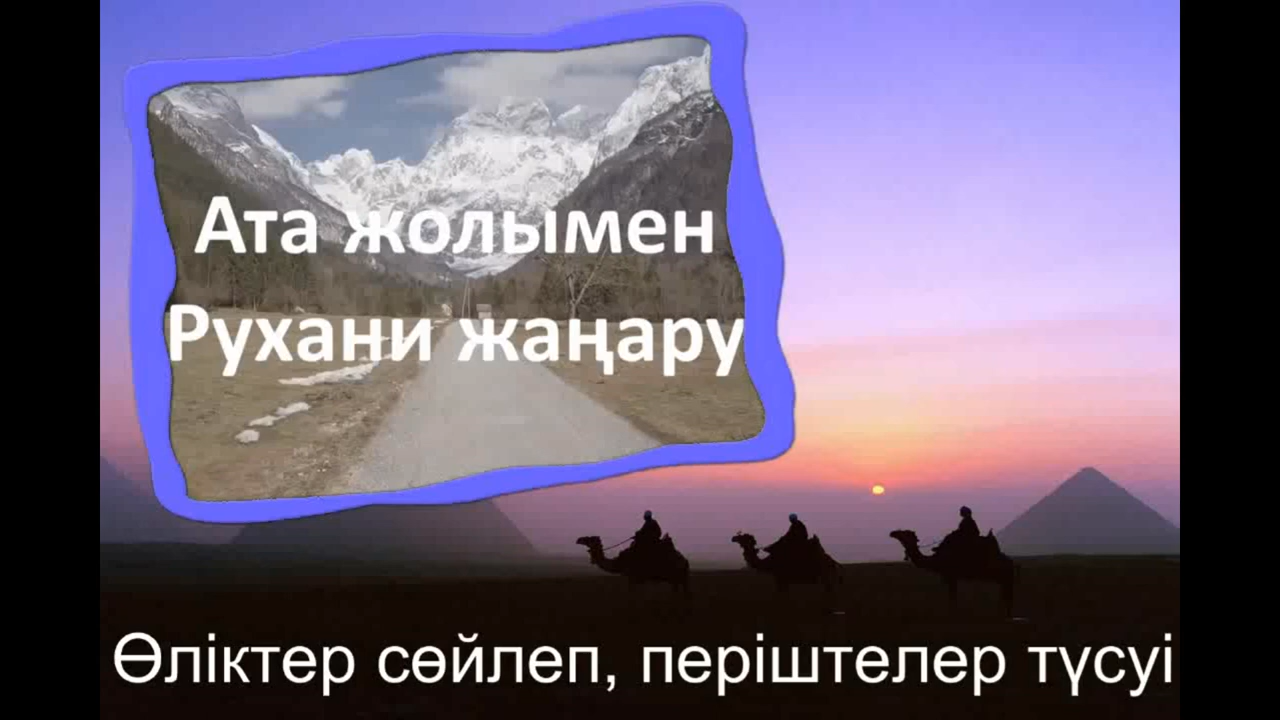 Ата жолымен
Рухани жаңару
Өліктер сөйлеп, періштелер түсуі